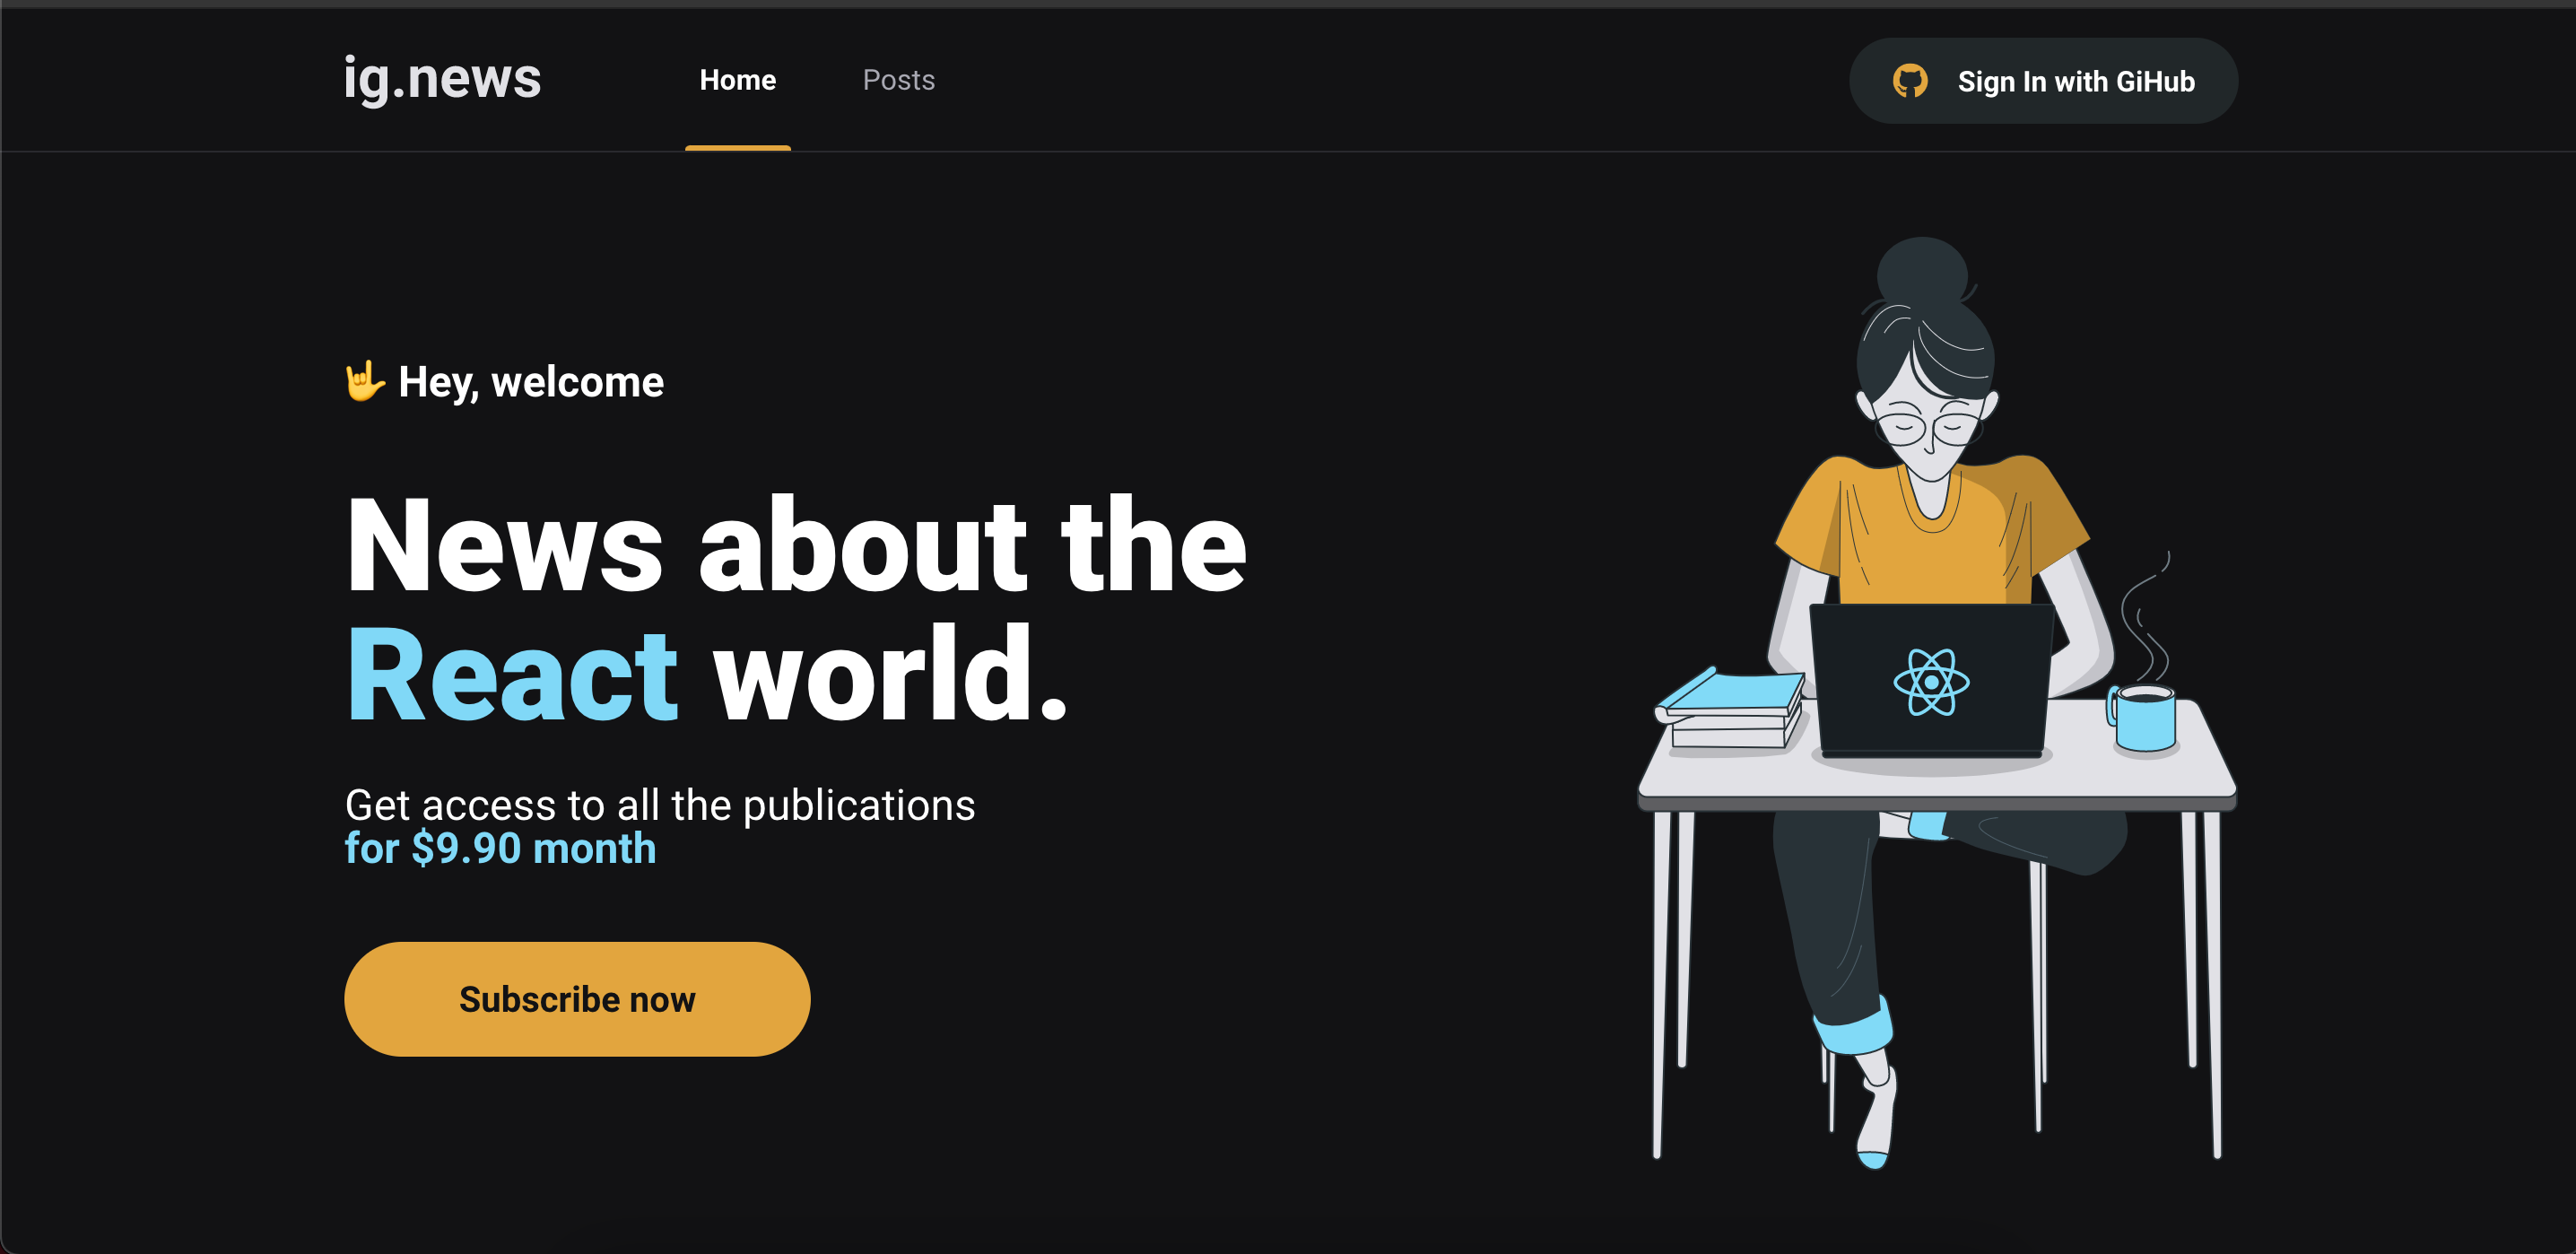 ig.news
Home
Posts
Sign In with GiHub
🤟 Hey, welcome
News about the
React world.
Get access to all the publications
for $9.90 month
Subscribe now